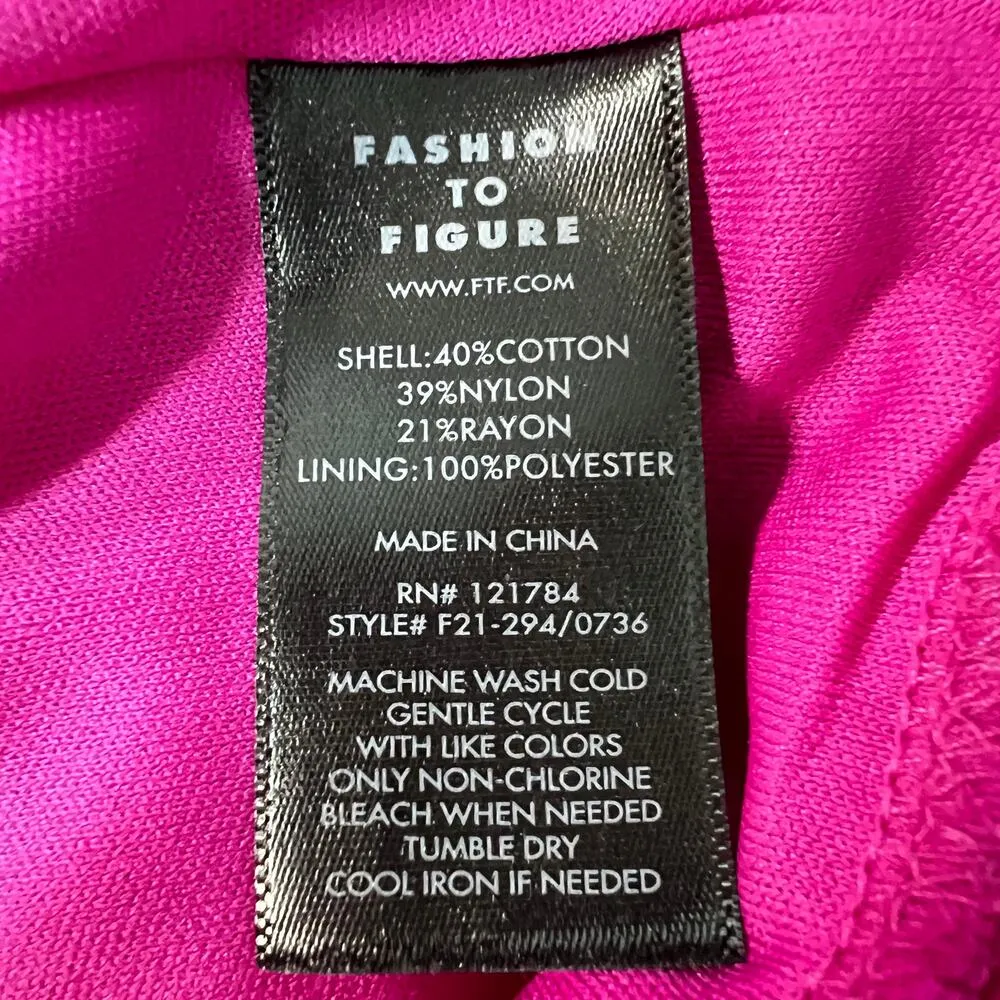 FASHION
TO
FIGURE
WWW.FTF.COM
SHELL:40%COTTON
39%NYLON
21%RAYON
LINING:100%POLYESTER
MADE IN CHINA
RN# 121784
STYLE# F21-294/0736
MACHINE WASH COLD
GENTLE CYCLE
WITH LIKE COLORS
ONLY NON-CHLORINE
BLEACH WHEN NEEDED
TUMBLE DRY
COOL IRON IF NEEDED